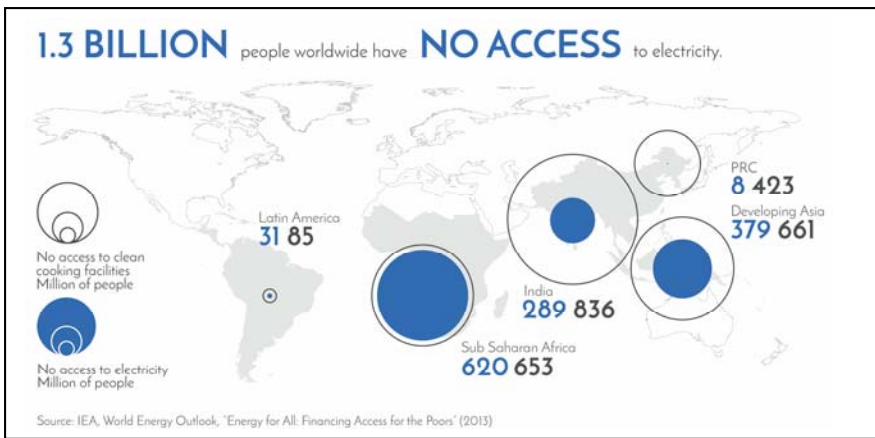 1.3 BILLION people worldwide have NO ACCESS to electricity.
PRC
8 423
Latin America
31 85
Developing Asia
379 661
No access to clean
cooking facilities
Million of people
India
289 836
Sub Saharan Africa
620 653
No access to electricity
Million of people
Source: IEA, World Energy Outlook, "Energy for All: Financing Access for the Poors" (2013)